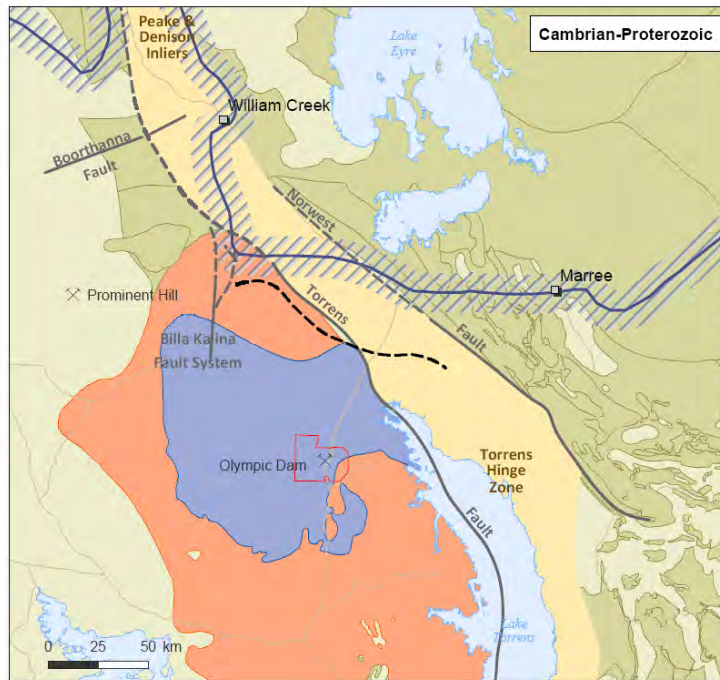 Peake &
Denison
Inliers
Lake
Eyre
Cambrian-Proterozoic
William Creek
Boorthanna
Fault
Norwest
Marree
Prominent Hill
Torrens
Billa Kalina
Fault System
Fault
Olympic Dam
Torrens
Hinge
Zone
Fault
Lake
Torrens
0 25 50 km